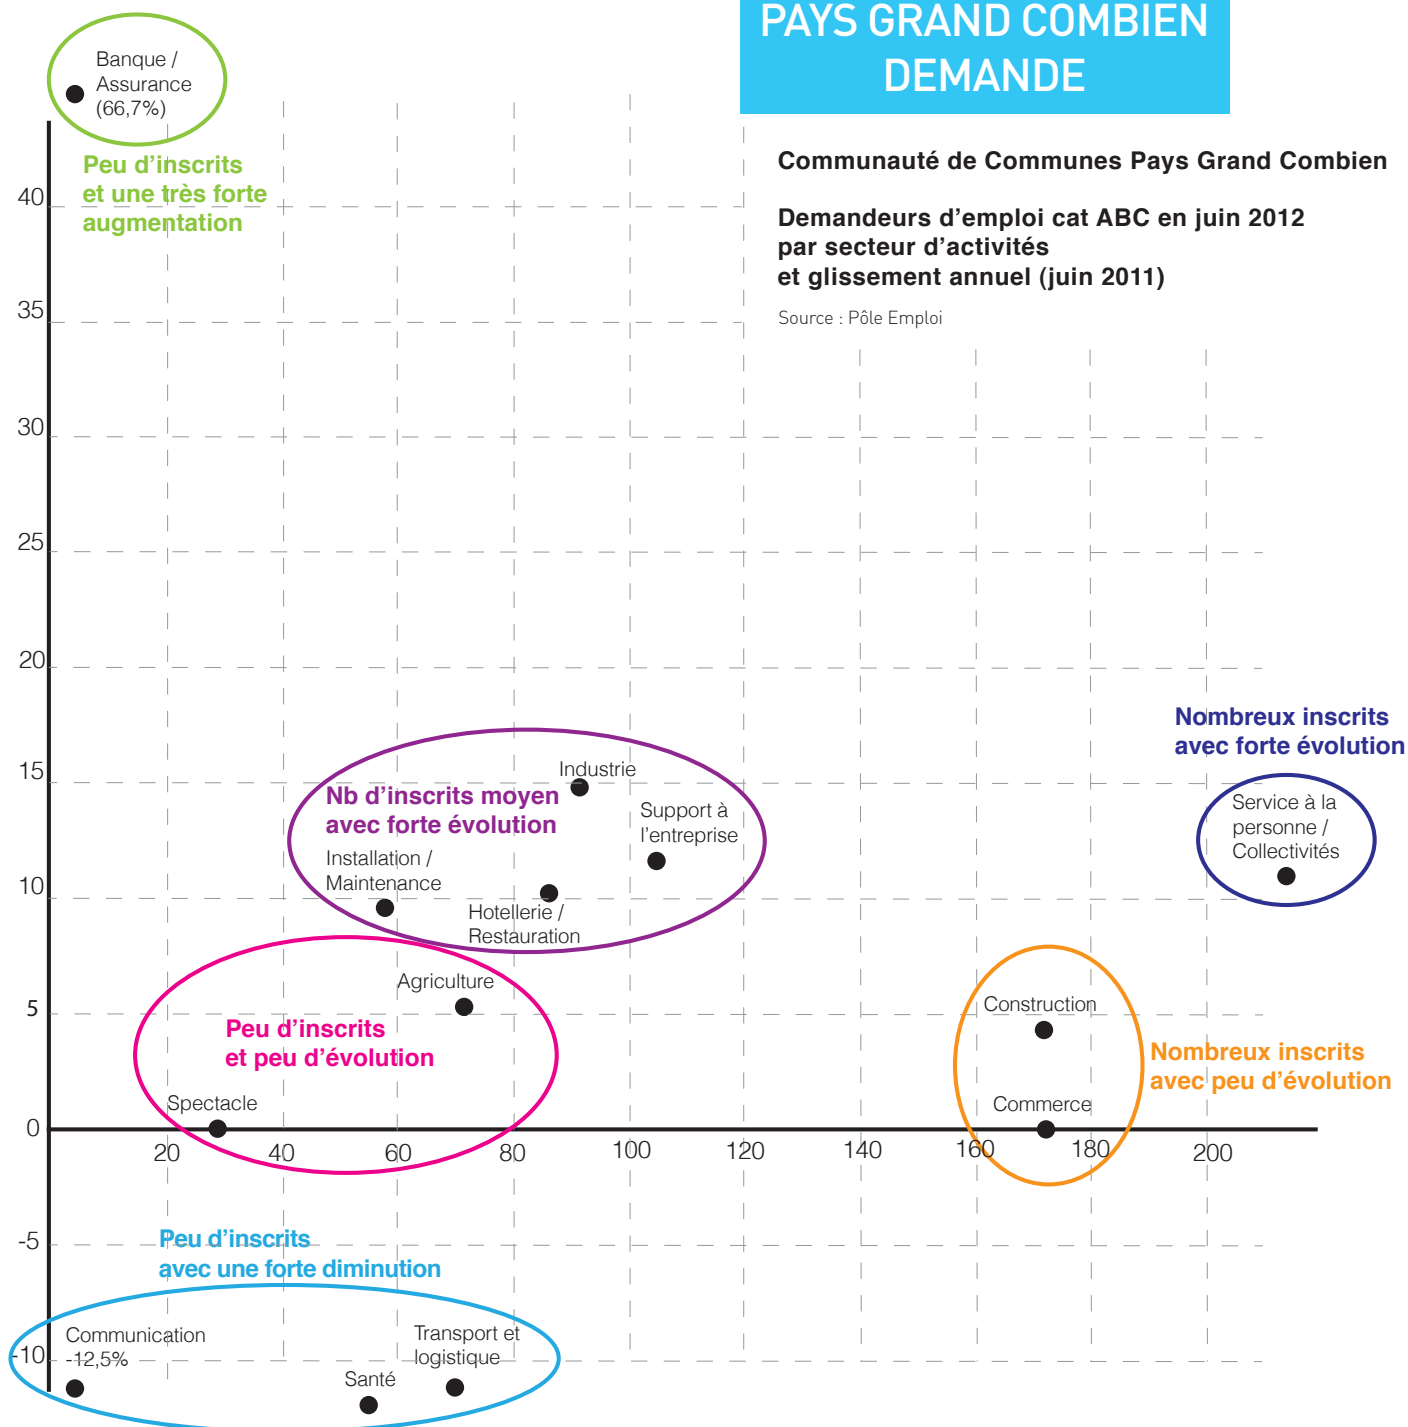 PAYS GRAND COMBIEN
DEMANDE
Communauté de Communes Pays Grand Combien
Demandeurs d'emploi cat ABC en juin 2012
par secteur d'activités
et glissement annuel (juin 2011)
Source : Pôle Emploi
Banque /
Assurance
(66,7%)
Peu d'inscrits
et une très forte
augmentation
40
35
30
25
20
15
10
5
0
-5
-10
Nombreux inscrits
avec forte évolution
Service à la
personne /
Collectivités
Industrie
Nb d'inscrits moyen
avec forte évolution
Support à
l'entreprise
Installation /
Maintenance
Hotellerie /
Restauration
Agriculture
Peu d'inscrits
et peu d'évolution
Spectacle
Construction
Nombreux inscrits
avec peu d'évolution
Commerce
20 40 60 80 100 120 140 160 180 200
Peu d'inscrits
avec une forte diminution
Communication
-12,5%
Transport et
logistique
Santé